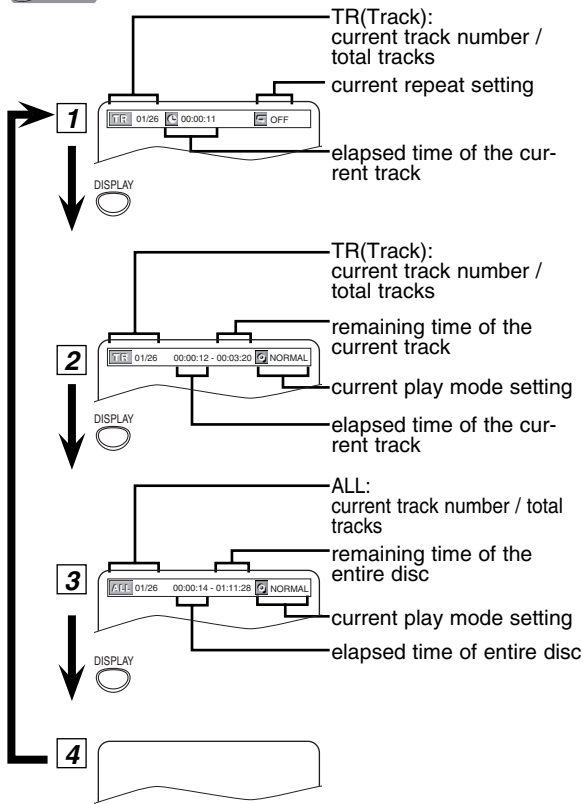 TR(Track):
current track number /
total tracks
current repeat setting
1
TR 01/26 00:00:11 OFF
elapsed time of the cur-
rent track
DISPLAY
TR(Track):
current track number /
total tracks
remaining time of the
current track
2
TR 01/26 00:00:12 - 00:03:20 NORMAL
current play mode setting
DISPLAY
elapsed time of the cur-
rent track
ALL:
current track number / total
tracks
remaining time of the
entire disc
3
ALL 01/26 00:00:14 - 01:11:28 NORMAL
current play mode setting
elapsed time of entire disc
DISPLAY
4